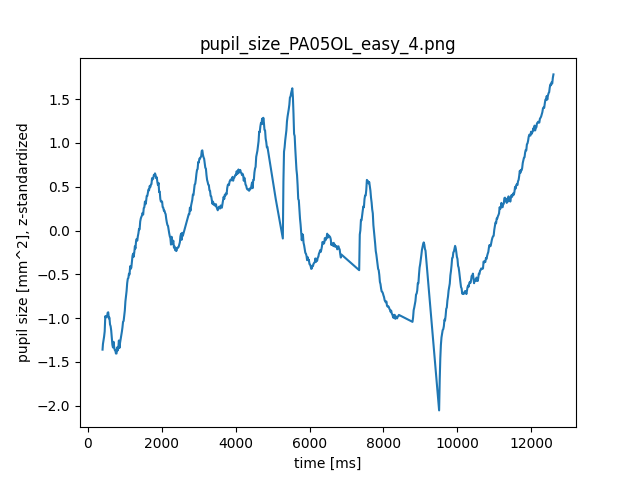 pupil_size_PA05OL_easy_4.png
pupil size [mm^2], z-standardized
1.5
1.0
0.5
0.0
−0.5
−1.0
−1.5
−2.0
0 2000 4000 6000 8000 10000 12000
time [ms]